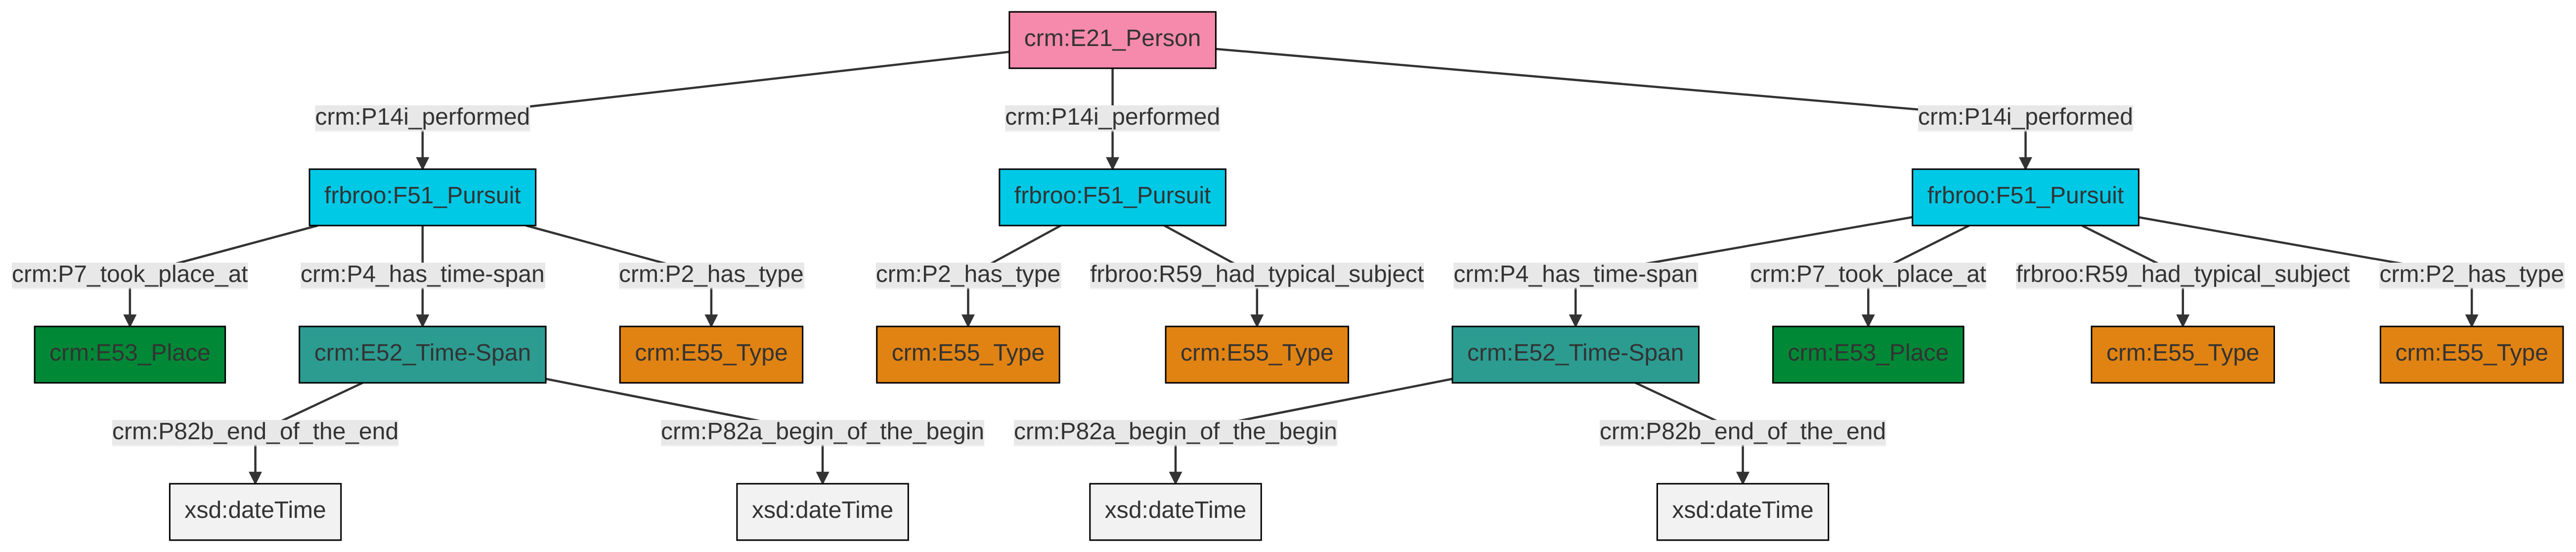 crm:E21_Person
crm:P14i_performed
crm:P14i_performed
crm:P14i_performed
frbroo:F51_Pursuit
frbroo:F51_Pursuit
frbroo:F51_Pursuit
crm:P7_took_place_at
crm:P4_has_time-span
crm:P2_has_type
crm:P2_has_type
frbroo:R59_had_typical_subject
crm:P4_has_time-span
crm:P7_took_place_at
frbroo:R59_had_typical_subject
crm:P2_has_type
crm:E53_Place
crm:E52_Time-Span
crm:E55_Type
crm:E55_Type
crm:E55_Type
crm:E52_Time-Span
crm:E53_Place
crm:E55_Type
crm:E55_Type
crm:P82b_end_of_the_end
crm:P82a_begin_of_the_begin
crm:P82a_begin_of_the_begin
crm:P82b_end_of_the_end
xsd:dateTime
xsd:dateTime
xsd:dateTime
xsd:dateTime